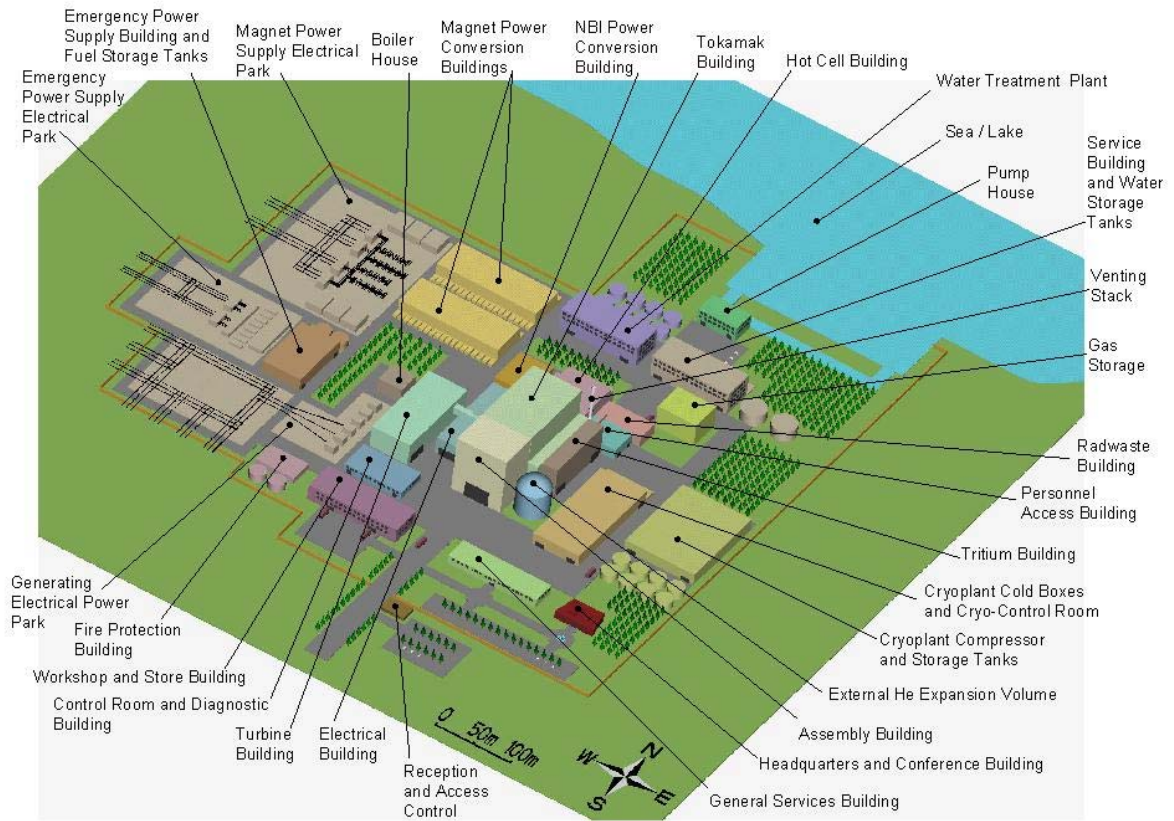 Emergency Power
Supply Building and
Fuel Storage Tanks
Magnet Power
Supply Electrical
Park
Boiler
House
Magnet Power
Conversion
Buildings
NBI Power
Conversion
Building
Tokamak
Building
Hot Cell Building
Water Treatment Plant
Sea / Lake
Pump
House
Service
Building
and Water
Storage
Tanks
Venting
Stack
Gas
Storage
Radwaste
Building
Personnel
Access Building
Tritium Building
Cryoplant Cold Boxes
and Cryo-Control Room
Cryoplant Compressor
and Storage Tanks
External He Expansion Volume
Assembly Building
Headquarters and Conference Building
General Services Building
Emergency
Power Supply
Electrical
Park
Generating
Electrical Power
Park
Fire Protection
Building
Workshop and Store Building
Control Room and Diagnostic
Building
Turbine
Building
Electrical
Building
Reception
and Access
Control
0 50m 100m
N
W
S
E